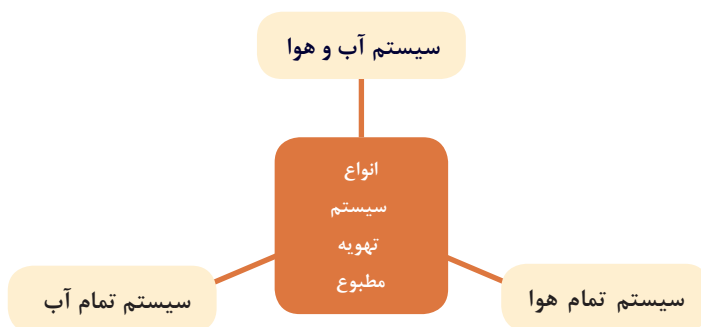 سیستم آب و هوا
انواع
سیستم
تهویه
مطبوع
سیستم تمام هوا
سیستم تمام آب